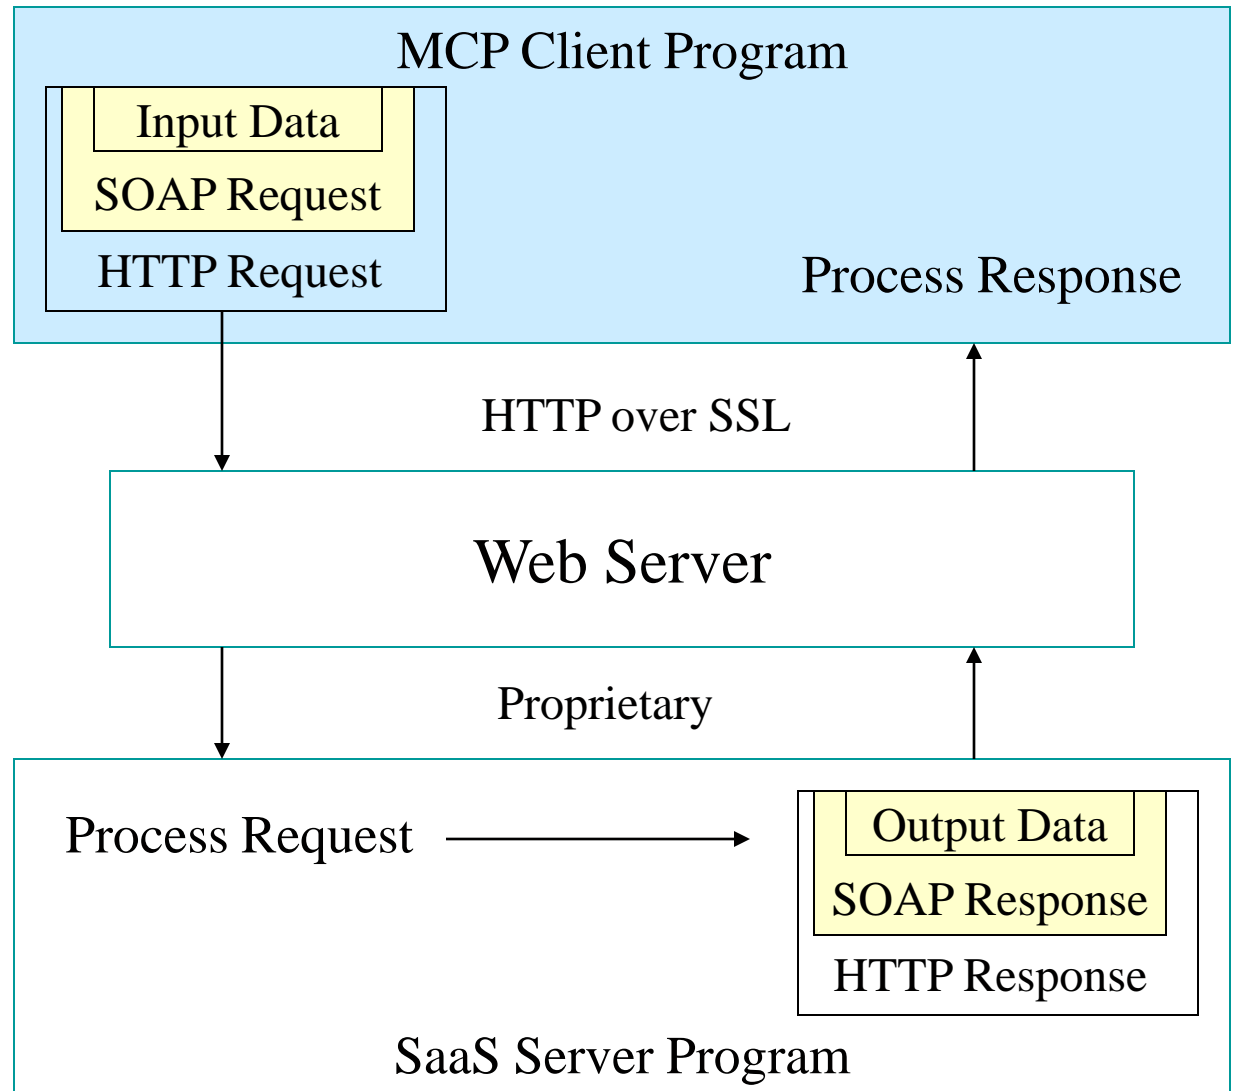 MCP Client Program
Input Data
SOAP Request
HTTP Request
Process Response
HTTP over SSL
Web Server
Proprietary
Process Request
Output Data
SOAP Response
HTTP Response
SaaS Server Program